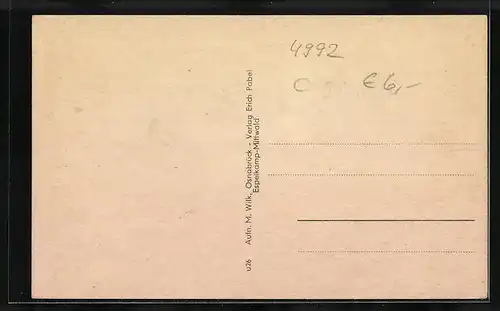 4992
€ 6,-
u26 Aufn. M. Wilk, Osnabrück - Verlag Erich Pabel
Espelkamp-Mittwald